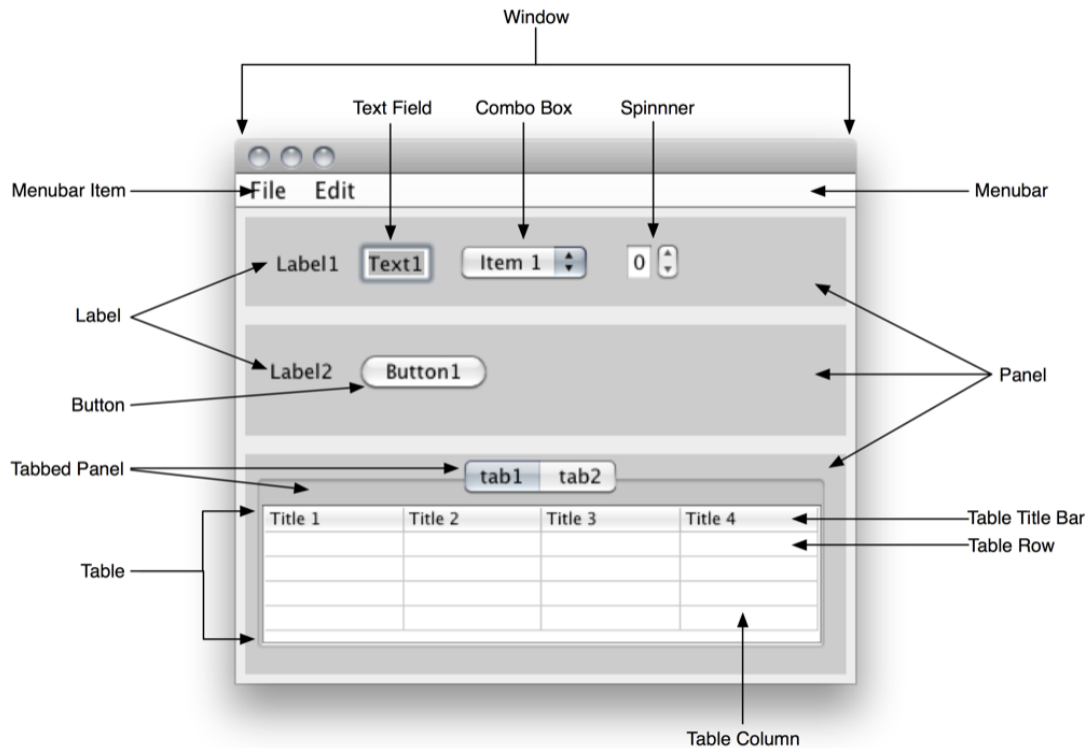 Window
Text Field Combo Box Spinnner
Menubar Item File Edit Menubar
Label1 Text1 Item 1 0
Label
Label2 Button1 Panel
Button
Tabbed Panel tab1 tab2
Title 1 Title 2 Title 3 Title 4 Table Title Bar
Table Row
Table
Table Column